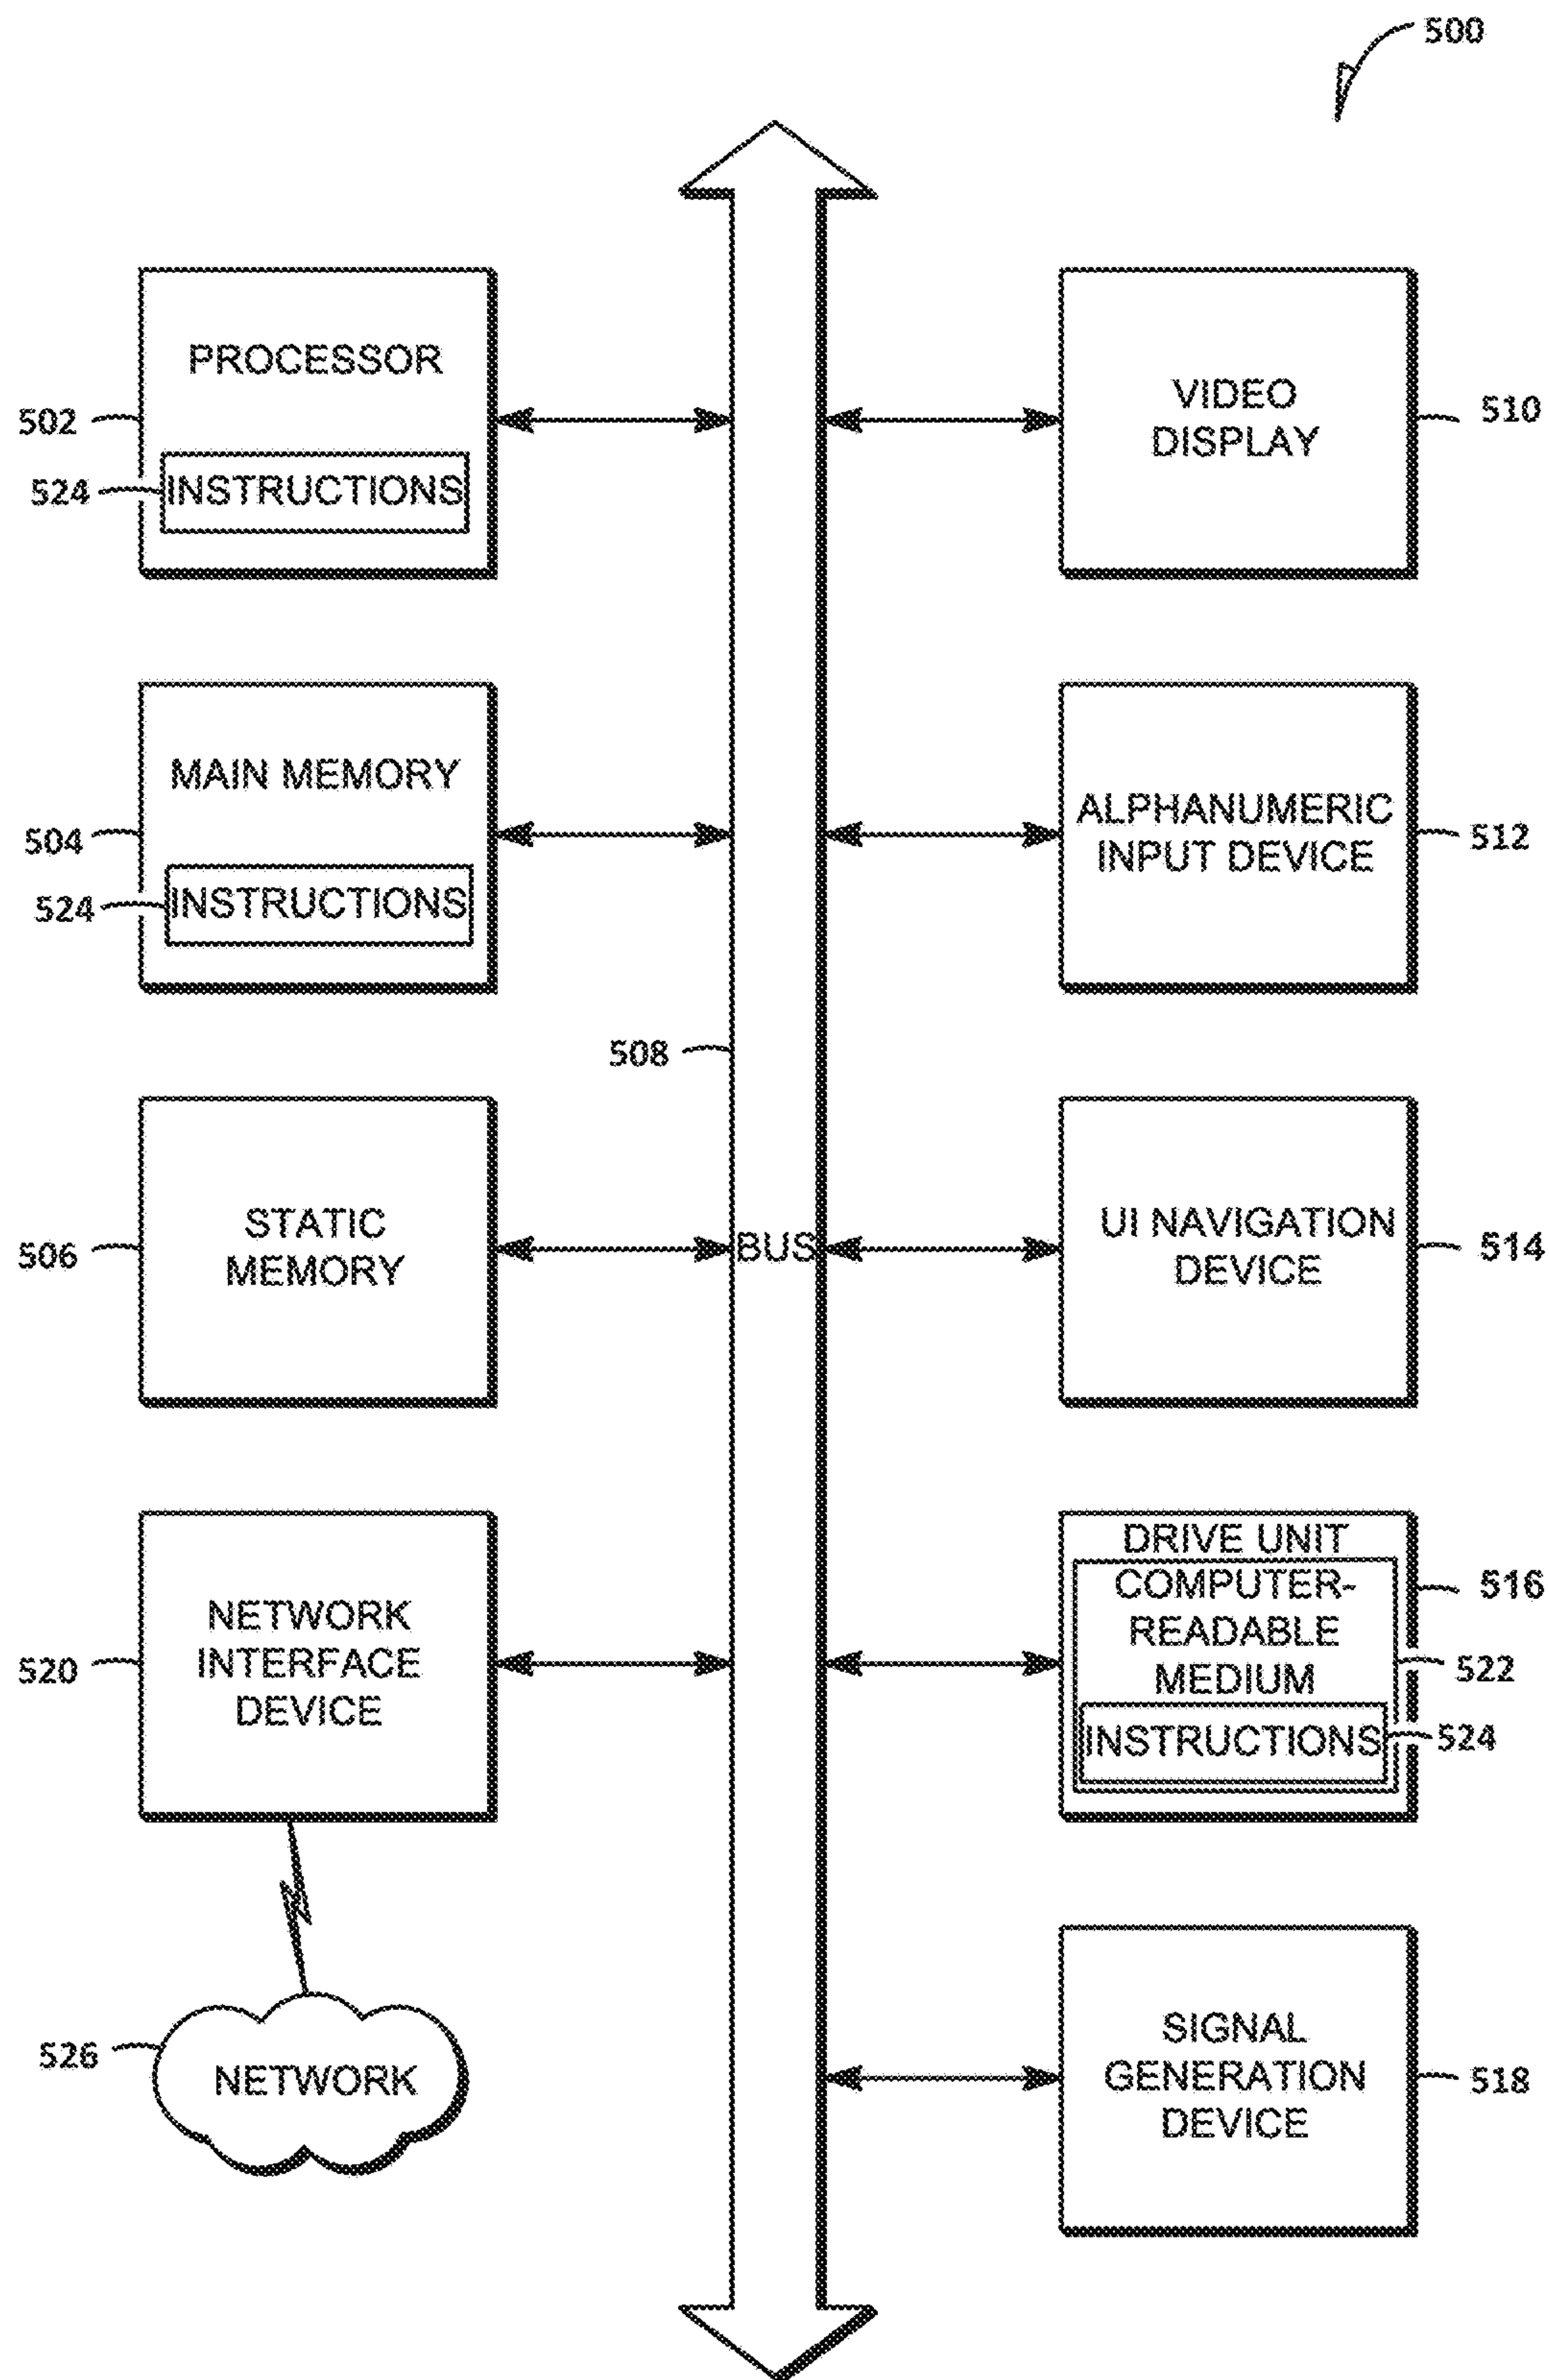 500
PROCESSOR
502
524
INSTRUCTIONS
VIDEO
DISPLAY
510
MAIN MEMORY
504
524
INSTRUCTIONS
ALPHANUMERIC
INPUT DEVICE
512
508
STATIC
MEMORY
506
BUS
UI NAVIGATION
DEVICE
514
NETWORK
INTERFACE
DEVICE
520
DRIVE UNIT
COMPUTER-
READABLE
MEDIUM
516
522
INSTRUCTIONS
524
526
NETWORK
SIGNAL
GENERATION
DEVICE
518